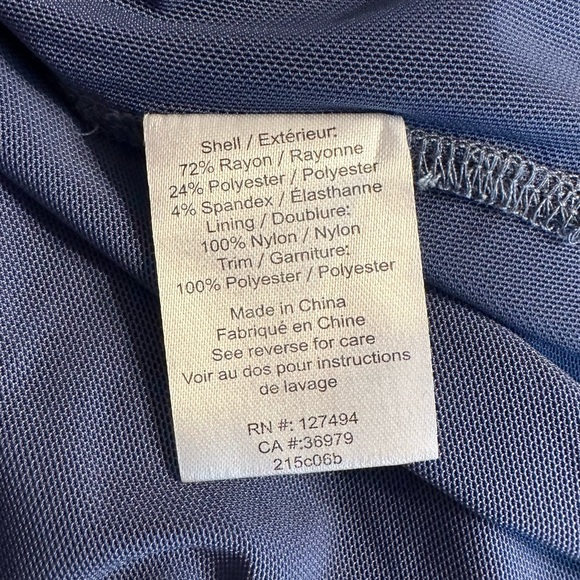 Shell / Extérieur:
72% Rayon / Rayonne
24% Polyester / Polyester
4% Spandex / Élasthanne
Lining / Doublure:
100% Nylon / Nylon
Trim / Garniture:
100% Polyester / Polyester
Made in China
Fabriqué en Chine
See reverse for care
Voir au dos pour instructions
de lavage
RN #: 127494
CA #:36979
215c06b